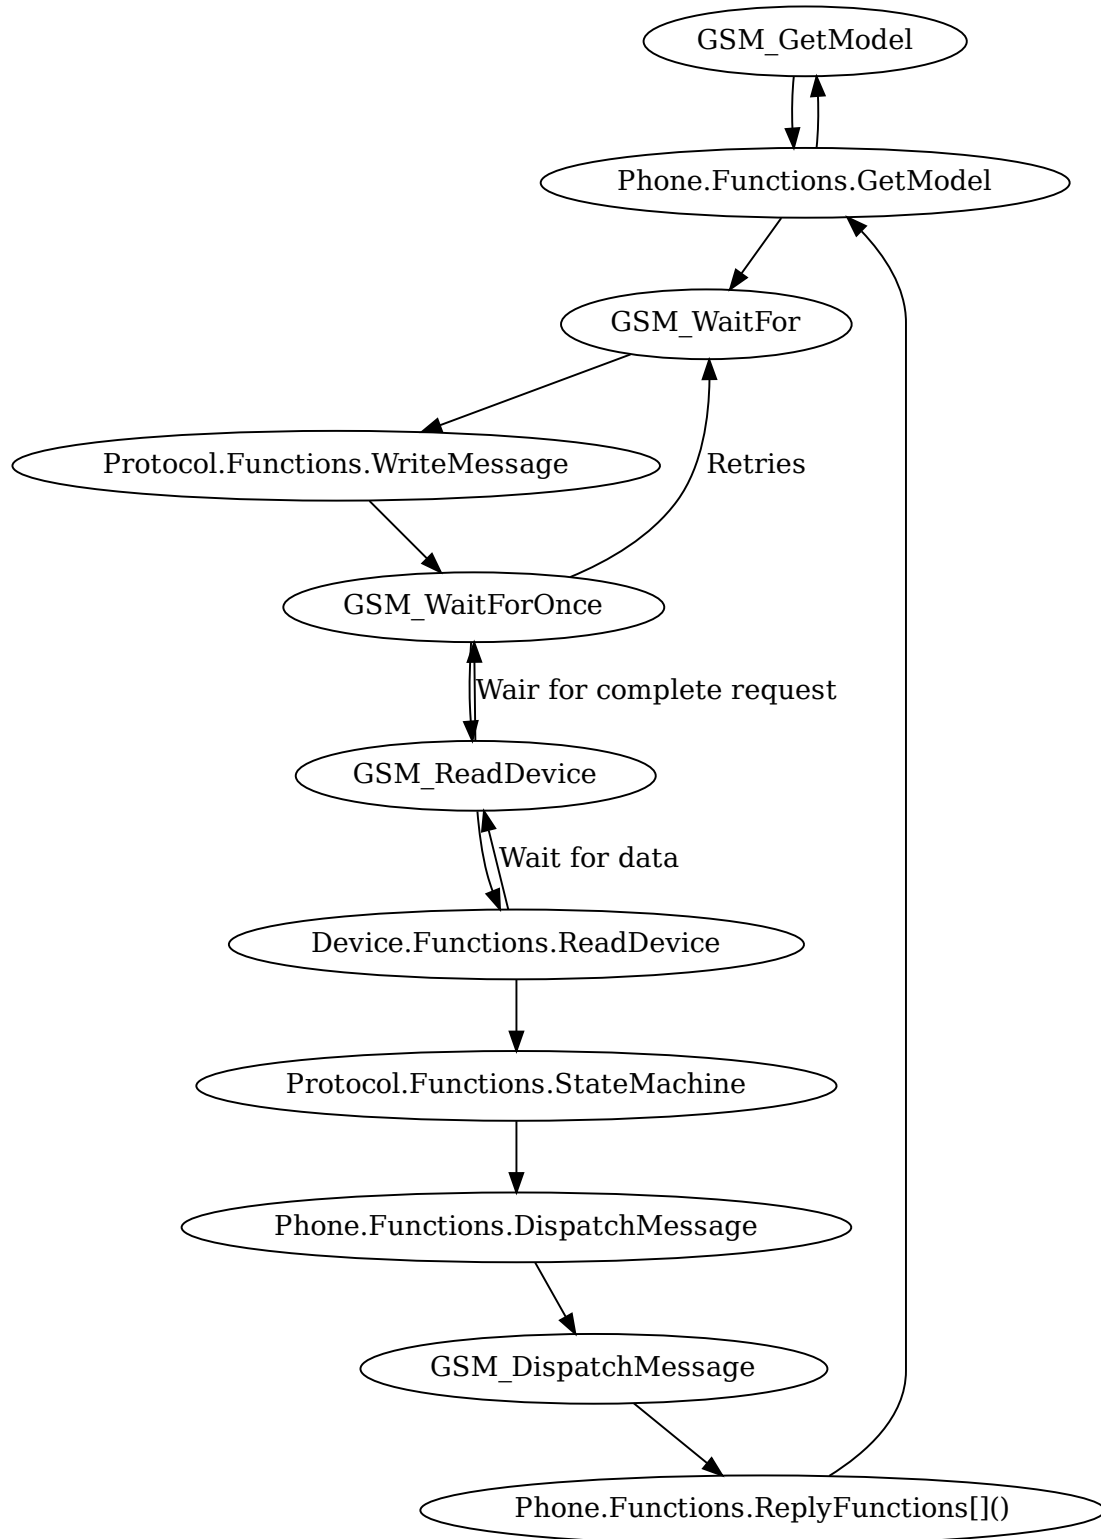 GSM_GetModel
Phone.Functions.GetModel
GSM_WaitFor
Protocol.Functions.WriteMessage
Retries
GSM_WaitForOnce
Wair for complete request
GSM_ReadDevice
Wait for data
Device.Functions.ReadDevice
Protocol.Functions.StateMachine
Phone.Functions.DispatchMessage
GSM_DispatchMessage
Phone.Functions.ReplyFunctions[]()